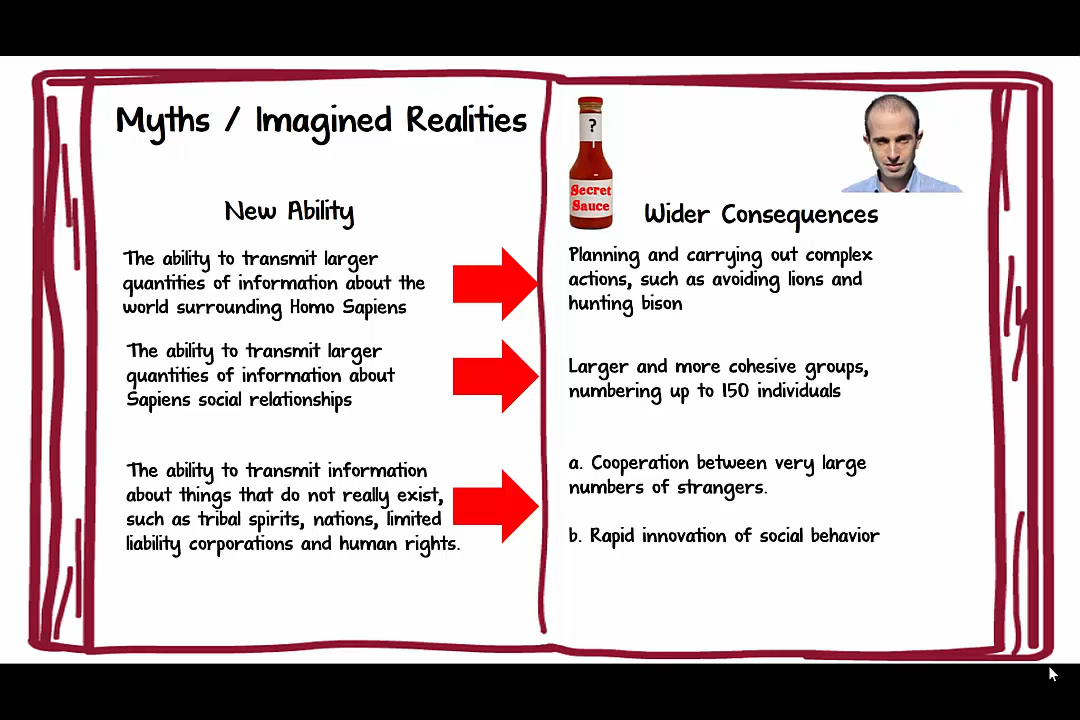 Myths / Imagined Realities
New Ability
The ability to transmit larger
quantities of information about the
world surrounding Homo Sapiens
The ability to transmit larger
quantities of information about
Sapiens social relationships
The ability to transmit information
about things that do not really exist,
such as tribal spirits, nations, limited
liability corporations and human rights.
?
Secret
Sauce
Wider Consequences
Planning and carrying out complex
actions, such as avoiding lions and
hunting bison
Larger and more cohesive groups,
numbering up to 150 individuals
a. Cooperation between very large
numbers of strangers.
b. Rapid innovation of social behavior